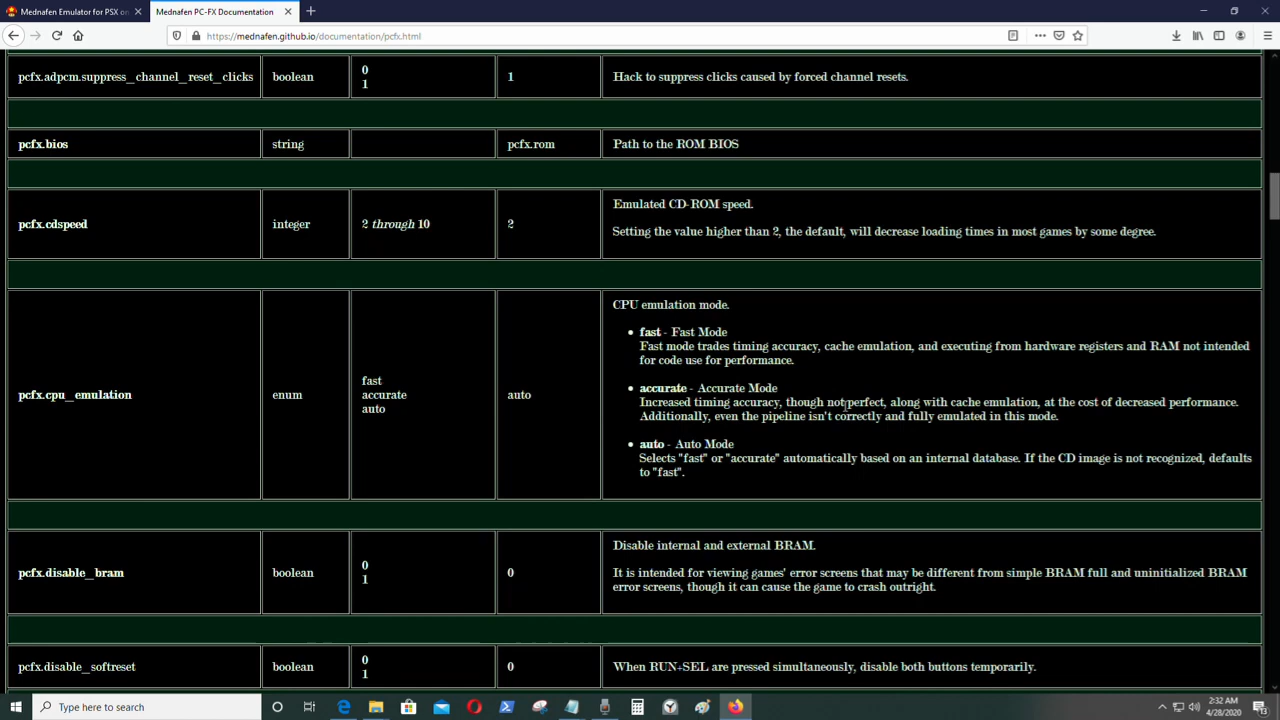 Mednafen Emulator for PSX on
Mednafen PC-FX Documentation
https://mednafen.github.io/documentation/pcfx.html
pcfx.adpcm.suppress_channel_reset_clicks boolean 0 1 Hack to suppress clicks caused by forced channel resets.
1
pcfx.bios string pcfx.rom Path to the ROM BIOS
Emulated CD-ROM speed.
pcfx.cdspeed integer 2 through 10 2
Setting the value higher than 2, the default, will decrease loading times in most games by some degree.
CPU emulation mode.
• fast - Fast Mode
Fast mode trades timing accuracy, cache emulation, and executing from hardware registers and RAM not intended
for code use for performance.
pcfx.cpu_emulation enum
fast
accurate
auto
auto
• accurate - Accurate Mode
Increased timing accuracy, though not perfect, along with cache emulation, at the cost of decreased performance.
Additionally, even the pipeline isn't correctly and fully emulated in this mode.
• auto - Auto Mode
Selects "fast" or "accurate" automatically based on an internal database. If the CD image is not recognized, defaults
to "fast".
Disable internal and external BRAM.
pcfx.disable_bram boolean
0
1
0
It is intended for viewing games' error screens that may be different from simple BRAM full and uninitialized BRAM
error screens, though it can cause the game to crash outright.
pcfx.disable_softreset boolean
0
1
0
When RUN+SEL are pressed simultaneously, disable both buttons temporarily.
Type here to search
2:32 AM
4/28/2020
13